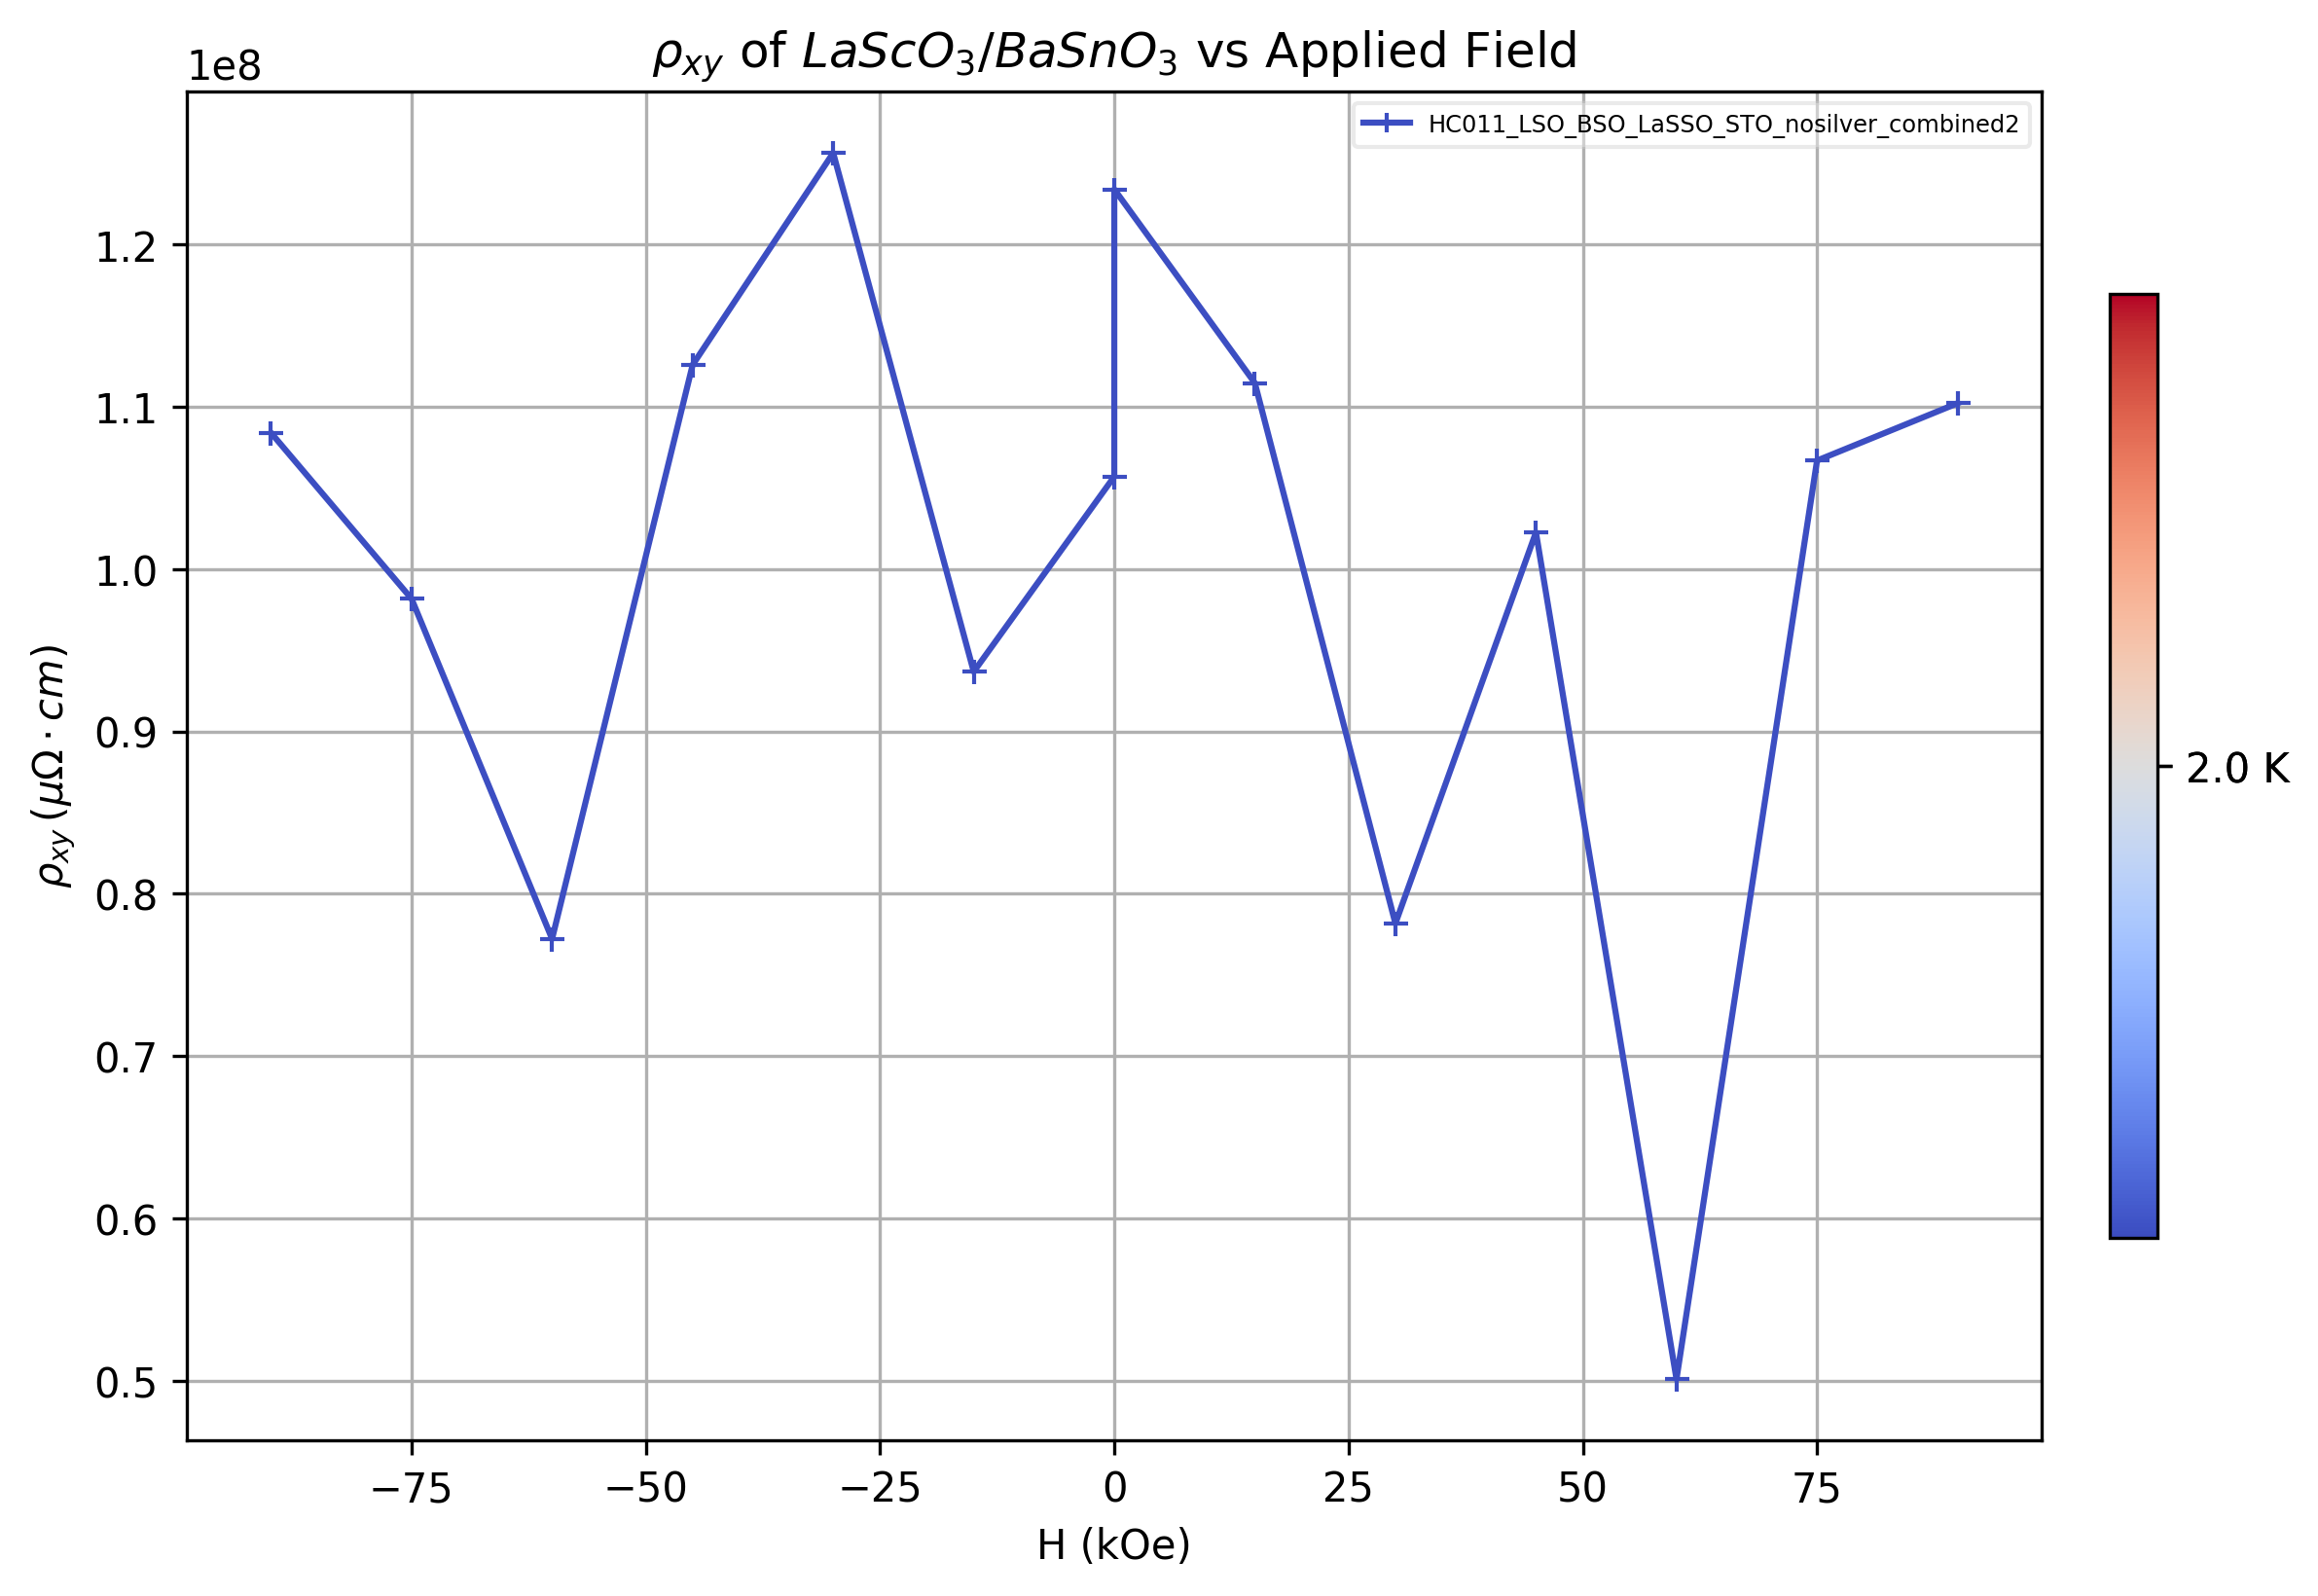 ρxy of LaScO3/BaSnO3 vs Applied Field
1e8
HC011_LSO_BSO_LaSSO_STO_nosilver_combined2
1.2
1.1
1.0
0.9
0.8
0.7
0.6
0.5
ρxy (μΩ · cm)
2.0 K
−75
−50
−25
0
25
50
75
H (kOe)